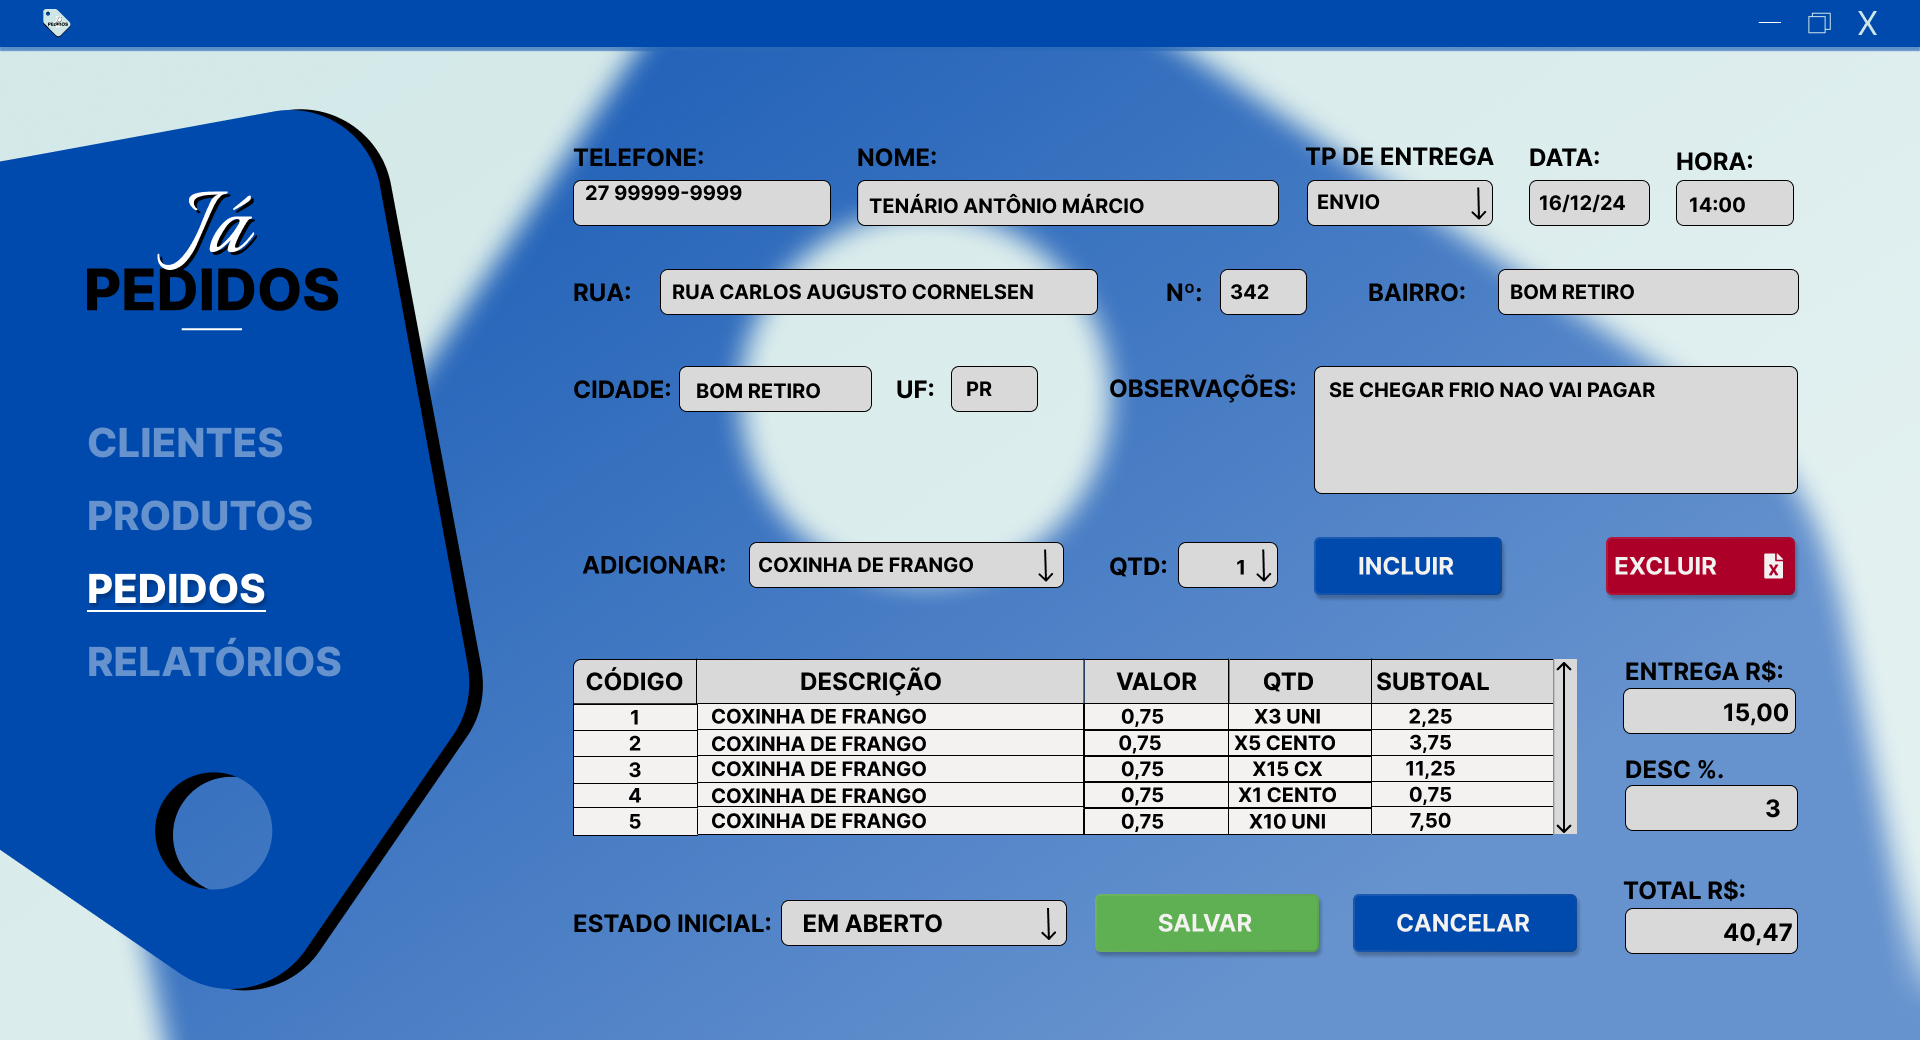 X
Já
PEDIDOS
CLIENTES
PRODUTOS
PEDIDOS
RELATÓRIOS
TELEFONE: NOME: TP DE ENTREGA DATA: HORA:
27 99999-9999 TENÁRIO ANTÔNIO MÁRCIO ENVIO 16/12/24 14:00
RUA: RUA CARLOS AUGUSTO CORNELSEN Nº: 342 BAIRRO: BOM RETIRO
CIDADE: BOM RETIRO UF: PR OBSERVAÇÕES: SE CHEGAR FRIO NAO VAI PAGAR
ADICIONAR: COXINHA DE FRANGO QTD: 1 INCLUIR EXCLUIR
CÓDIGO DESCRIÇÃO VALOR QTD SUBTOAL
1 COXINHA DE FRANGO 0,75 X3 UNI 2,25
2 COXINHA DE FRANGO 0,75 X5 CENTO 3,75
3 COXINHA DE FRANGO 0,75 X15 CX 11,25
4 COXINHA DE FRANGO 0,75 X1 CENTO 0,75
5 COXINHA DE FRANGO 0,75 X10 UNI 7,50
ENTREGA R$:
15,00
DESC %.
3
TOTAL R$:
40,47
ESTADO INICIAL: EM ABERTO SALVAR CANCELAR